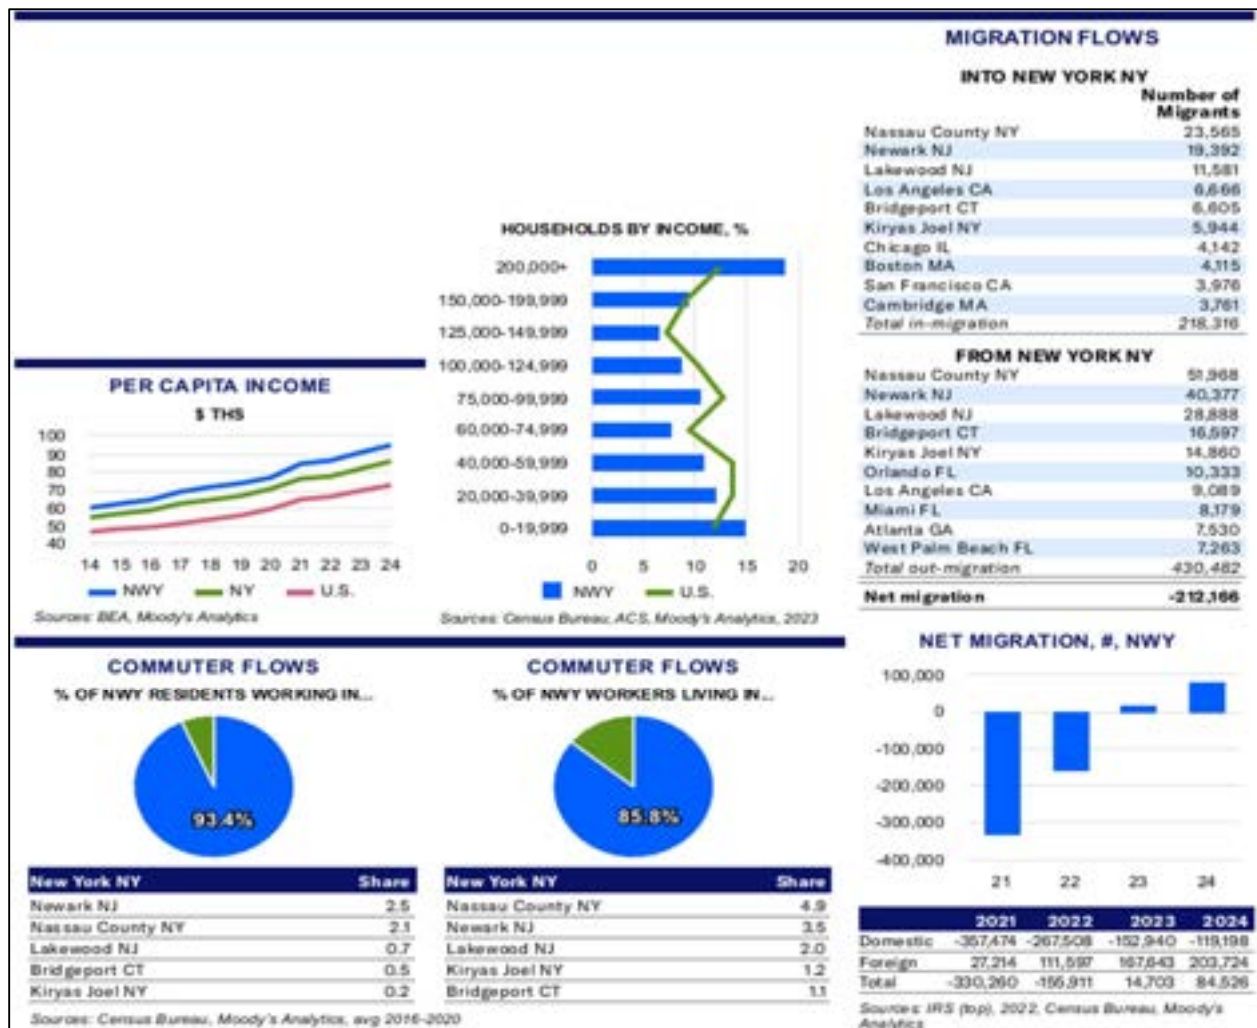 MIGRATION FLOWS
INTO NEW YORK NY
Number of
Migrants
Nassau County NY 23,565
Newark NJ 19,392
Lakewood NJ 11,581
Los Angeles CA 6,666
Bridgeport CT 6,605
Kiryas Joel NY 5,944
Chicago IL 4,142
Boston MA 4,115
San Francisco CA 3,976
Cambridge MA 3,761
Total in-migration 218,316
FROM NEW YORK NY
Nassau County NY 51,968
Newark NJ 40,377
Lakewood NJ 28,888
Bridgeport CT 16,597
Kiryas Joel NY 14,860
Orlando FL 10,333
Los Angeles CA 9,089
Miami FL 8,179
Atlanta GA 7,530
West Palm Beach FL 7,263
Total out-migration 430,482
Net migration -212,166
HOUSEHOLDS BY INCOME, %
200,000+
150,000-199,999
125,000-149,999
100,000-124,999
75,000-99,999
60,000-74,999
40,000-59,999
20,000-39,999
0-19,999
0 5 10 15 20
NWY U.S.
Sources: Census Bureau, ACS, Moody's Analytics, 2023
PER CAPITA INCOME
$ THS
100
90
80
70
60
50
40
14 15 16 17 18 19 20 21 22 23 24
NWY NY U.S.
Sources: BEA, Moody's Analytics
COMMUTER FLOWS
% OF NWY RESIDENTS WORKING IN...
93.4%
New York NY Share
Newark NJ 2.5
Nassau County NY 2.1
Lakewood NJ 0.7
Bridgeport CT 0.5
Kiryas Joel NY 0.2
Sources: Census Bureau, Moody's Analytics, avg 2016-2020
COMMUTER FLOWS
% OF NWY WORKERS LIVING IN...
85.8%
New York NY Share
Nassau County NY 4.9
Newark NJ 3.5
Lakewood NJ 2.0
Kiryas Joel NY 1.2
Bridgeport CT 1.1
NET MIGRATION, #, NWY
100,000
0
-100,000
-200,000
-300,000
-400,000
21 22 23 24
2021 2022 2023 2024
Domestic -357,474 -267,508 -152,940 -119,198
Foreign 27,214 111,597 167,643 203,724
Total -330,260 -155,911 14,703 84,526
Sources: IRS (top), 2022, Census Bureau, Moody's
Analytics